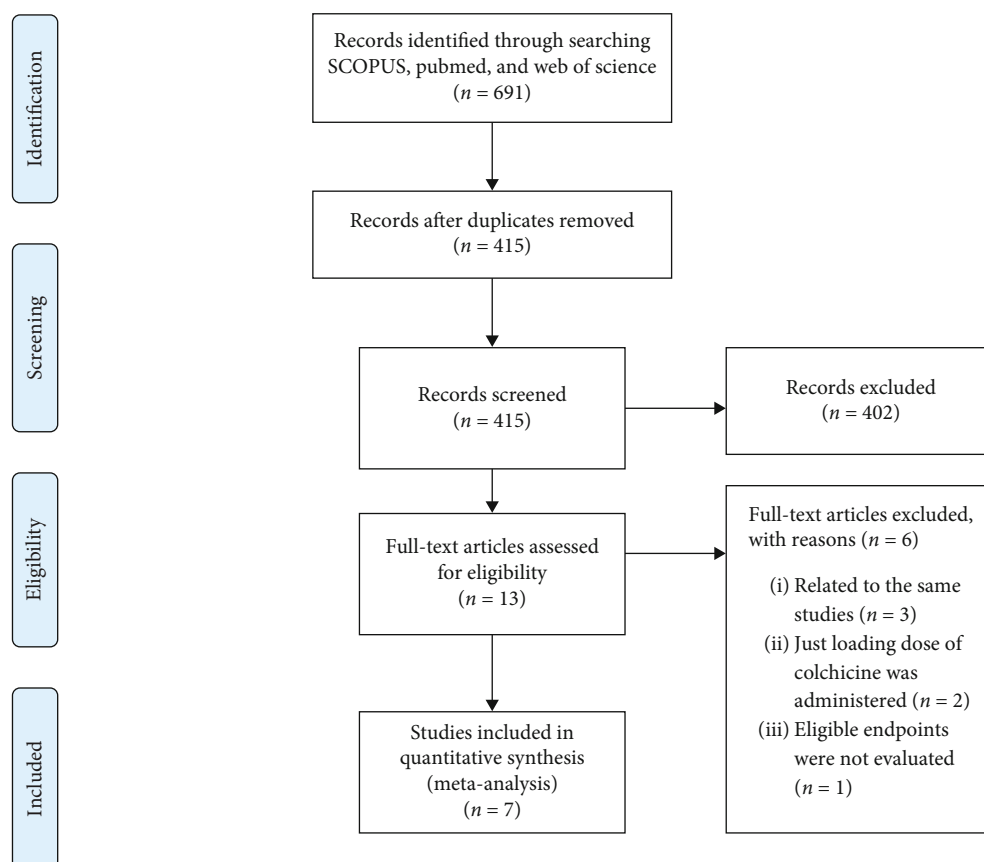 Identification
Records identified through searching
SCOPUS, pubmed, and web of science
(n = 691)
Records after duplicates removed
(n = 415)
Screening
Records screened
(n = 415)
Records excluded
(n = 402)
Eligibility
Full-text articles assessed
for eligibility
(n = 13)
Full-text articles excluded,
with reasons (n = 6)
(i) Related to the same
studies (n = 3)
(ii) Just loading dose of
colchicine was
administered (n = 2)
(iii) Eligible endpoints
were not evaluated
(n = 1)
Included
Studies included in
quantitative synthesis
(meta-analysis)
(n = 7)